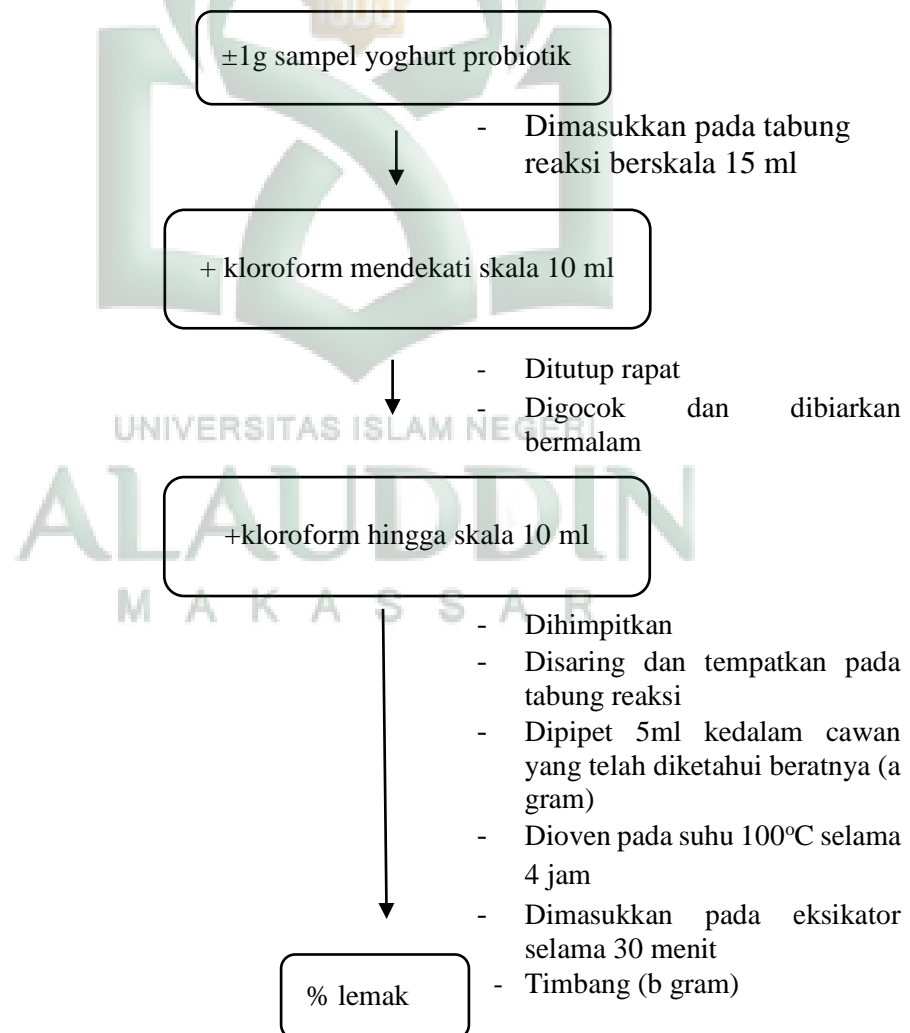 ±1g sampel yoghurt probiotik
- Dimasukkan pada tabung
reaksi berskala 15 ml
+ kloroform mendekati skala 10 ml
- Ditutup rapat
- Digocok dan dibiarkan
bermalam
UNIVERSITAS ISLAM NEGERI
ALAUDDIN
+kloroform hingga skala 10 ml
MAKASSAR
- Dihimpitkan
- Disaring dan tempatkan pada
tabung reaksi
- Dipipet 5ml kedalam cawan
yang telah diketahui beratnya (a
gram)
- Dioven pada suhu 100°C selama
4 jam
- Dimasukkan pada eksikator
selama 30 menit
- Timbang (b gram)
% lemak